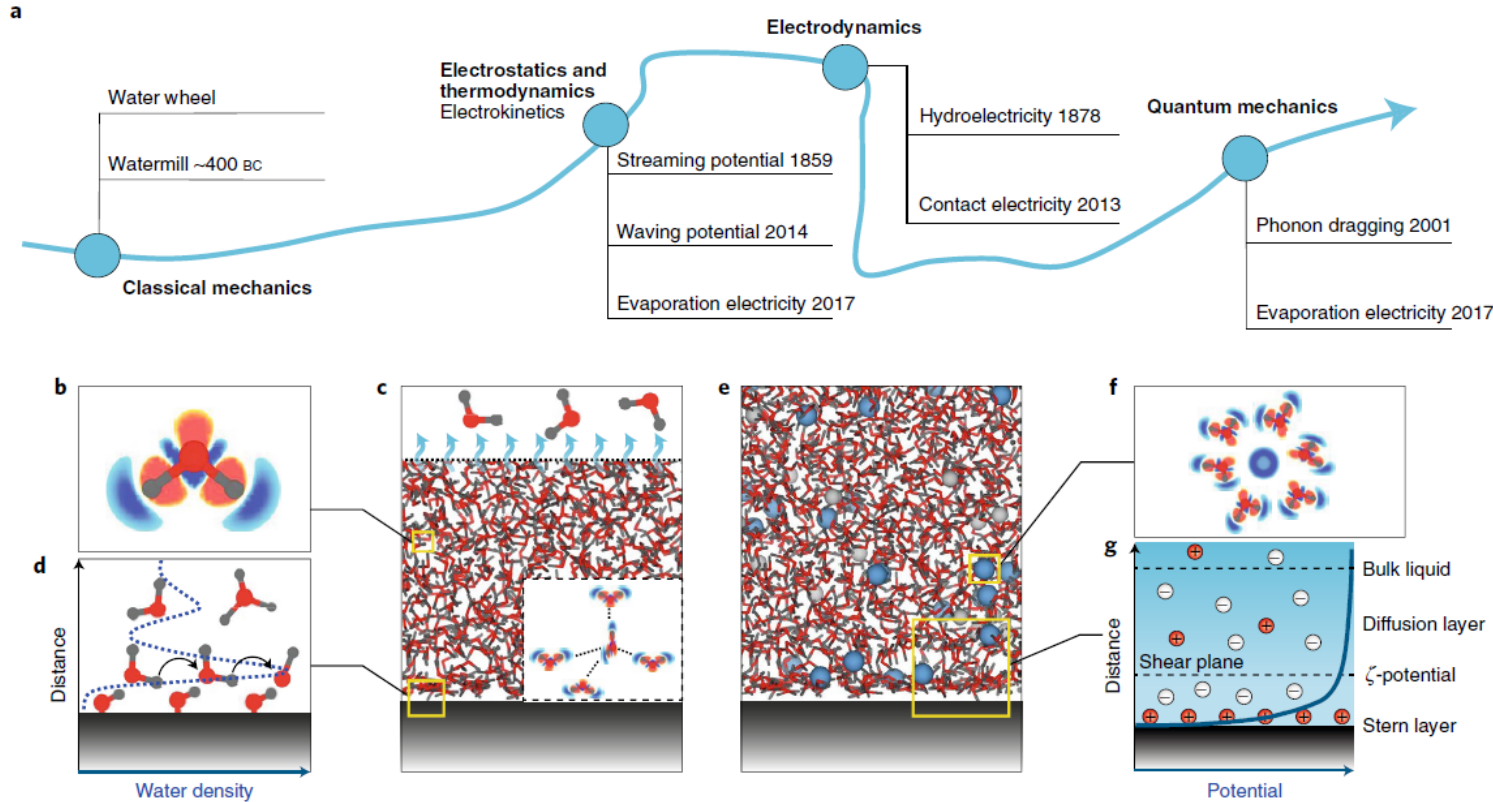 a
Water wheel
Watermill ~400 BC
Classical mechanics
Electrostatics and
thermodynamics
Electrokinetics
Streaming potential 1859
Waving potential 2014
Evaporation electricity 2017
Electrodynamics
Hydroelectricity 1878
Contact electricity 2013
Quantum mechanics
Phonon dragging 2001
Evaporation electricity 2017
b
c
d
Distance
Water density
e
f
g
+
−
−
−
−
+
+
−
−
Shear plane
−
−
−
−
+
+
+
+
+
+
Distance
Potential
Bulk liquid
Diffusion layer
ζ-potential
Stern layer